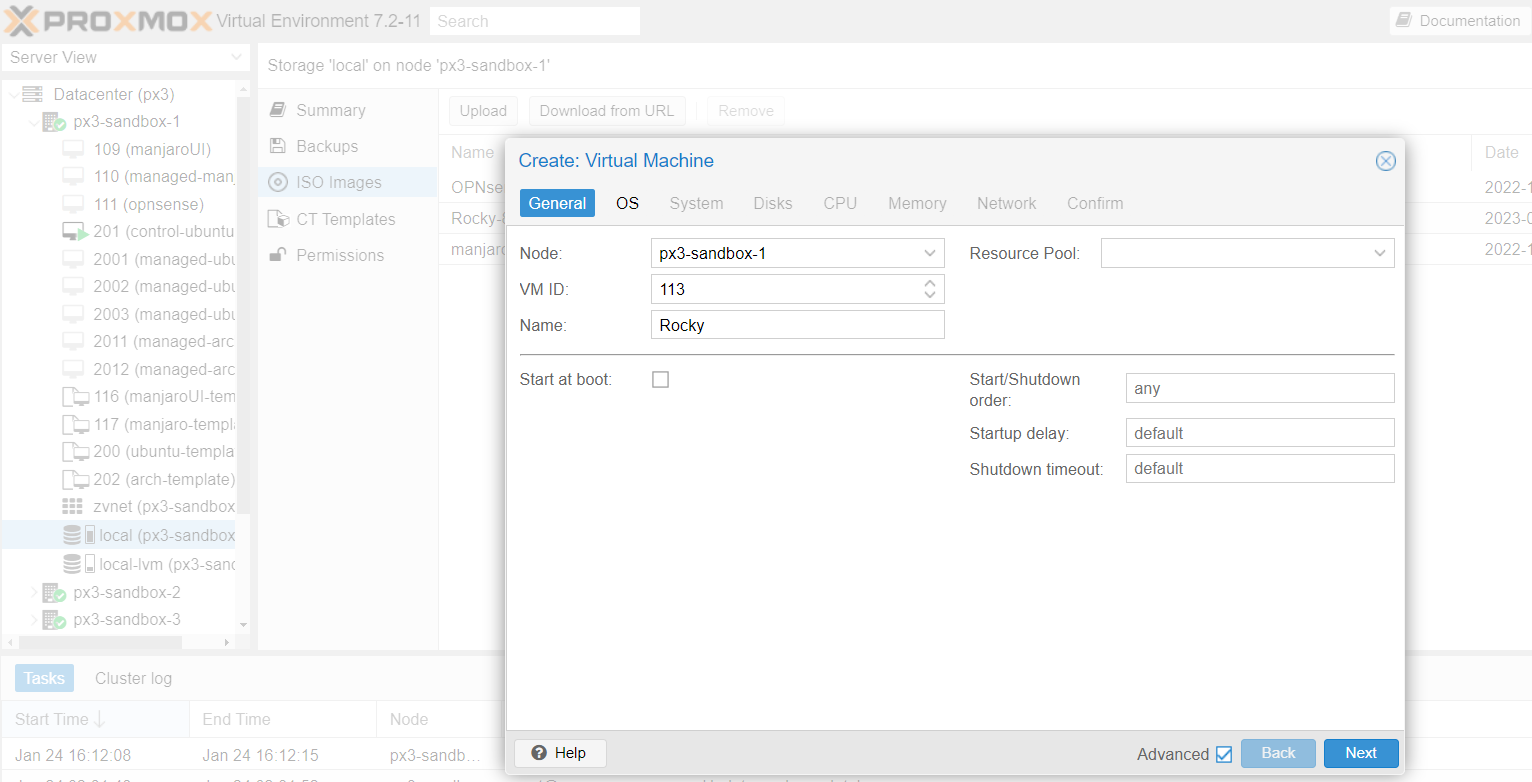 PROXMOX Virtual Environment 7.2-11 Search Documentation
Server View
Storage 'local' on node 'px3-sandbox-1'
Datacenter (px3)
px3-sandbox-1
109 (manjaroUI)
110 (managed-manj
111 (opnsense)
201 (control-ubuntu
2001 (managed-ubu
2002 (managed-ubu
2003 (managed-ubu
2011 (managed-arc
2012 (managed-arc
116 (manjaroUI-tem
117 (manjaro-templa
200 (ubuntu-templa
202 (arch-template)
zvnet (px3-sandbox
local (px3-sandbox
local-lvm (px3-sand
px3-sandbox-2
px3-sandbox-3
Summary
Backups
ISO Images
CT Templates
Permissions
Upload Download from URL Remove
Name Date
OPNse 2022-1
Rocky-8 2023-0
manjaro 2022-1
Create: Virtual Machine
General OS System Disks CPU Memory Network Confirm
Node: px3-sandbox-1 Resource Pool:
VM ID: 113
Name: Rocky
Start at boot:
Start/Shutdown
order: any
Startup delay: default
Shutdown timeout: default
Help Advanced Back Next
Tasks Cluster log
Start Time End Time Node
Jan 24 16:12:08 Jan 24 16:12:15 px3-sandb…